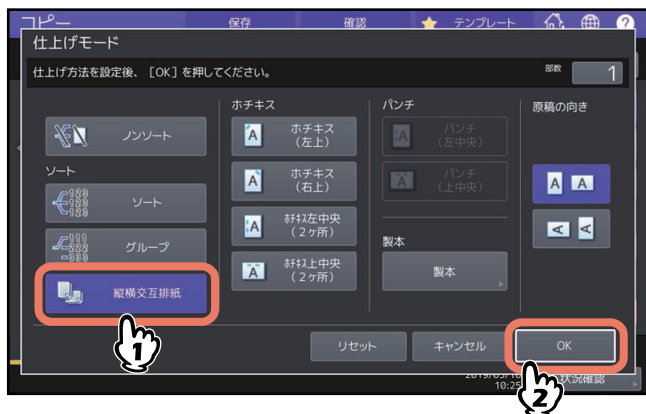 コピー 保存 確認 テンプレート
仕上げモード
仕上げ方法を設定後、[OK]を押してください。 部数 1
ホチキス パンチ 原稿の向き
ノンソート
ホチキス
(左上)
パンチ
(左中央)
ソート
ソート
ホチキス
(右上)
パンチ
(上中央)
グループ
ホチキス左中央
(2ヶ所)
製本
縦横交互排紙
ホチキス上中央
(2ヶ所)
製本
リセット キャンセル OK
1
2
10:25
状況確認